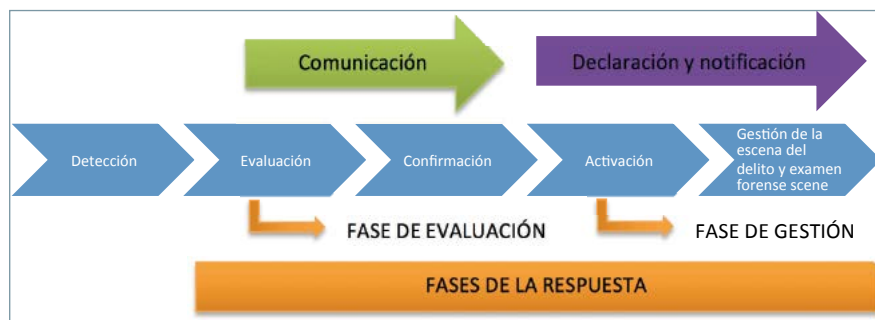 Comunicación
Declaración y notificación
Detección
Evaluación
Confirmación
Activación
Gestión de la
escena del
delito y examen
forense scene
FASE DE EVALUACIÓN
FASE DE GESTIÓN
FASES DE LA RESPUESTA